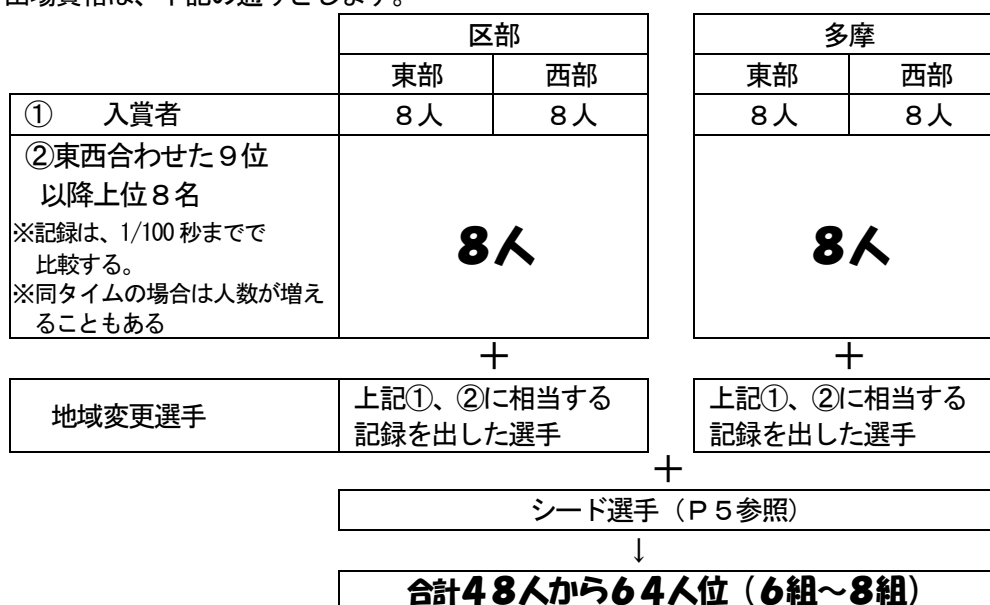 出場資格は、下記の通りとします。
区部 多摩
東部 西部 東部 西部
① 入賞者 8人 8人 8人 8人
②東西合わせた9位
以降上位8名
※記録は、1/100秒までで
比較する。
※同タイムの場合は人数が増え
ることもある
8人 8人
+ +
地域変更選手
上記①、②に相当する
記録を出した選手
上記①、②に相当する
記録を出した選手
+
シード選手(P5参照)
↓
合計48人から64人位(6組~8組)